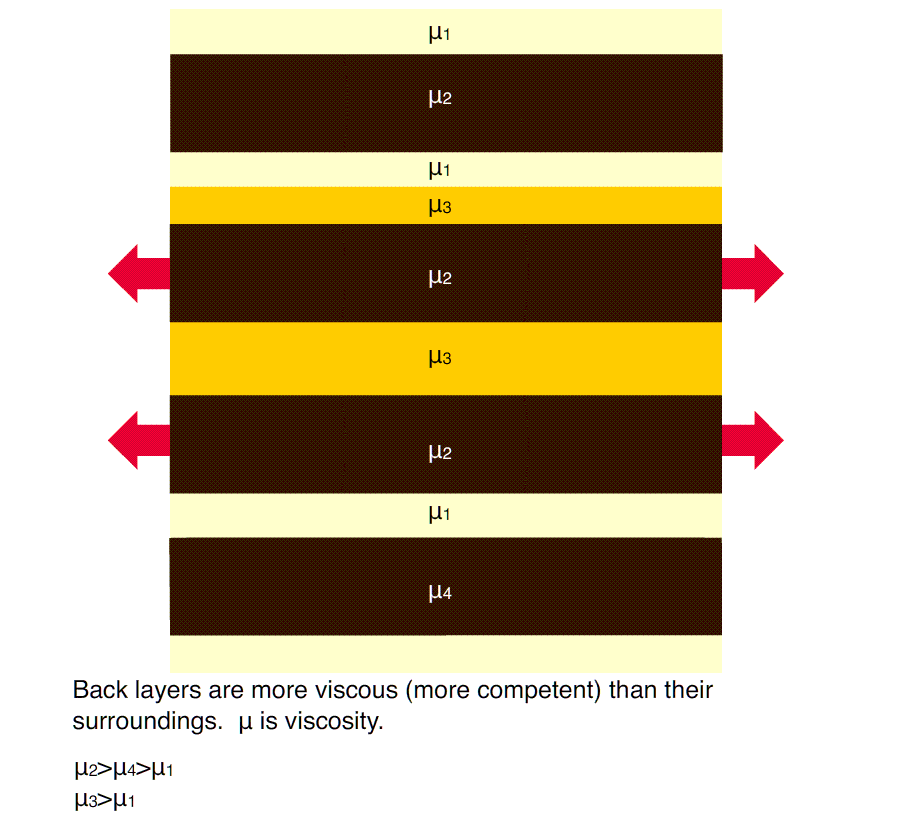 μ1
μ2
μ1
μ3
μ2
μ3
μ2
μ1
μ4
Back layers are more viscous (more competent) than their
surroundings.  μ is viscosity.
μ2>μ4>μ1
μ3>μ1